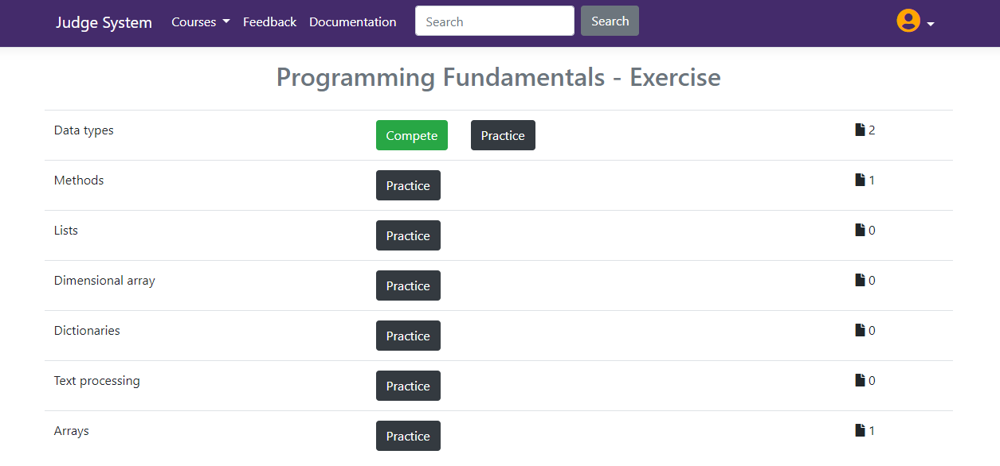 Judge System Courses Feedback Documentation Search Search
Programming Fundamentals - Exercise
Data types Compete Practice 2
Methods Practice 1
Lists Practice 0
Dimensional array Practice 0
Dictionaries Practice 0
Text processing Practice 0
Arrays Practice 1